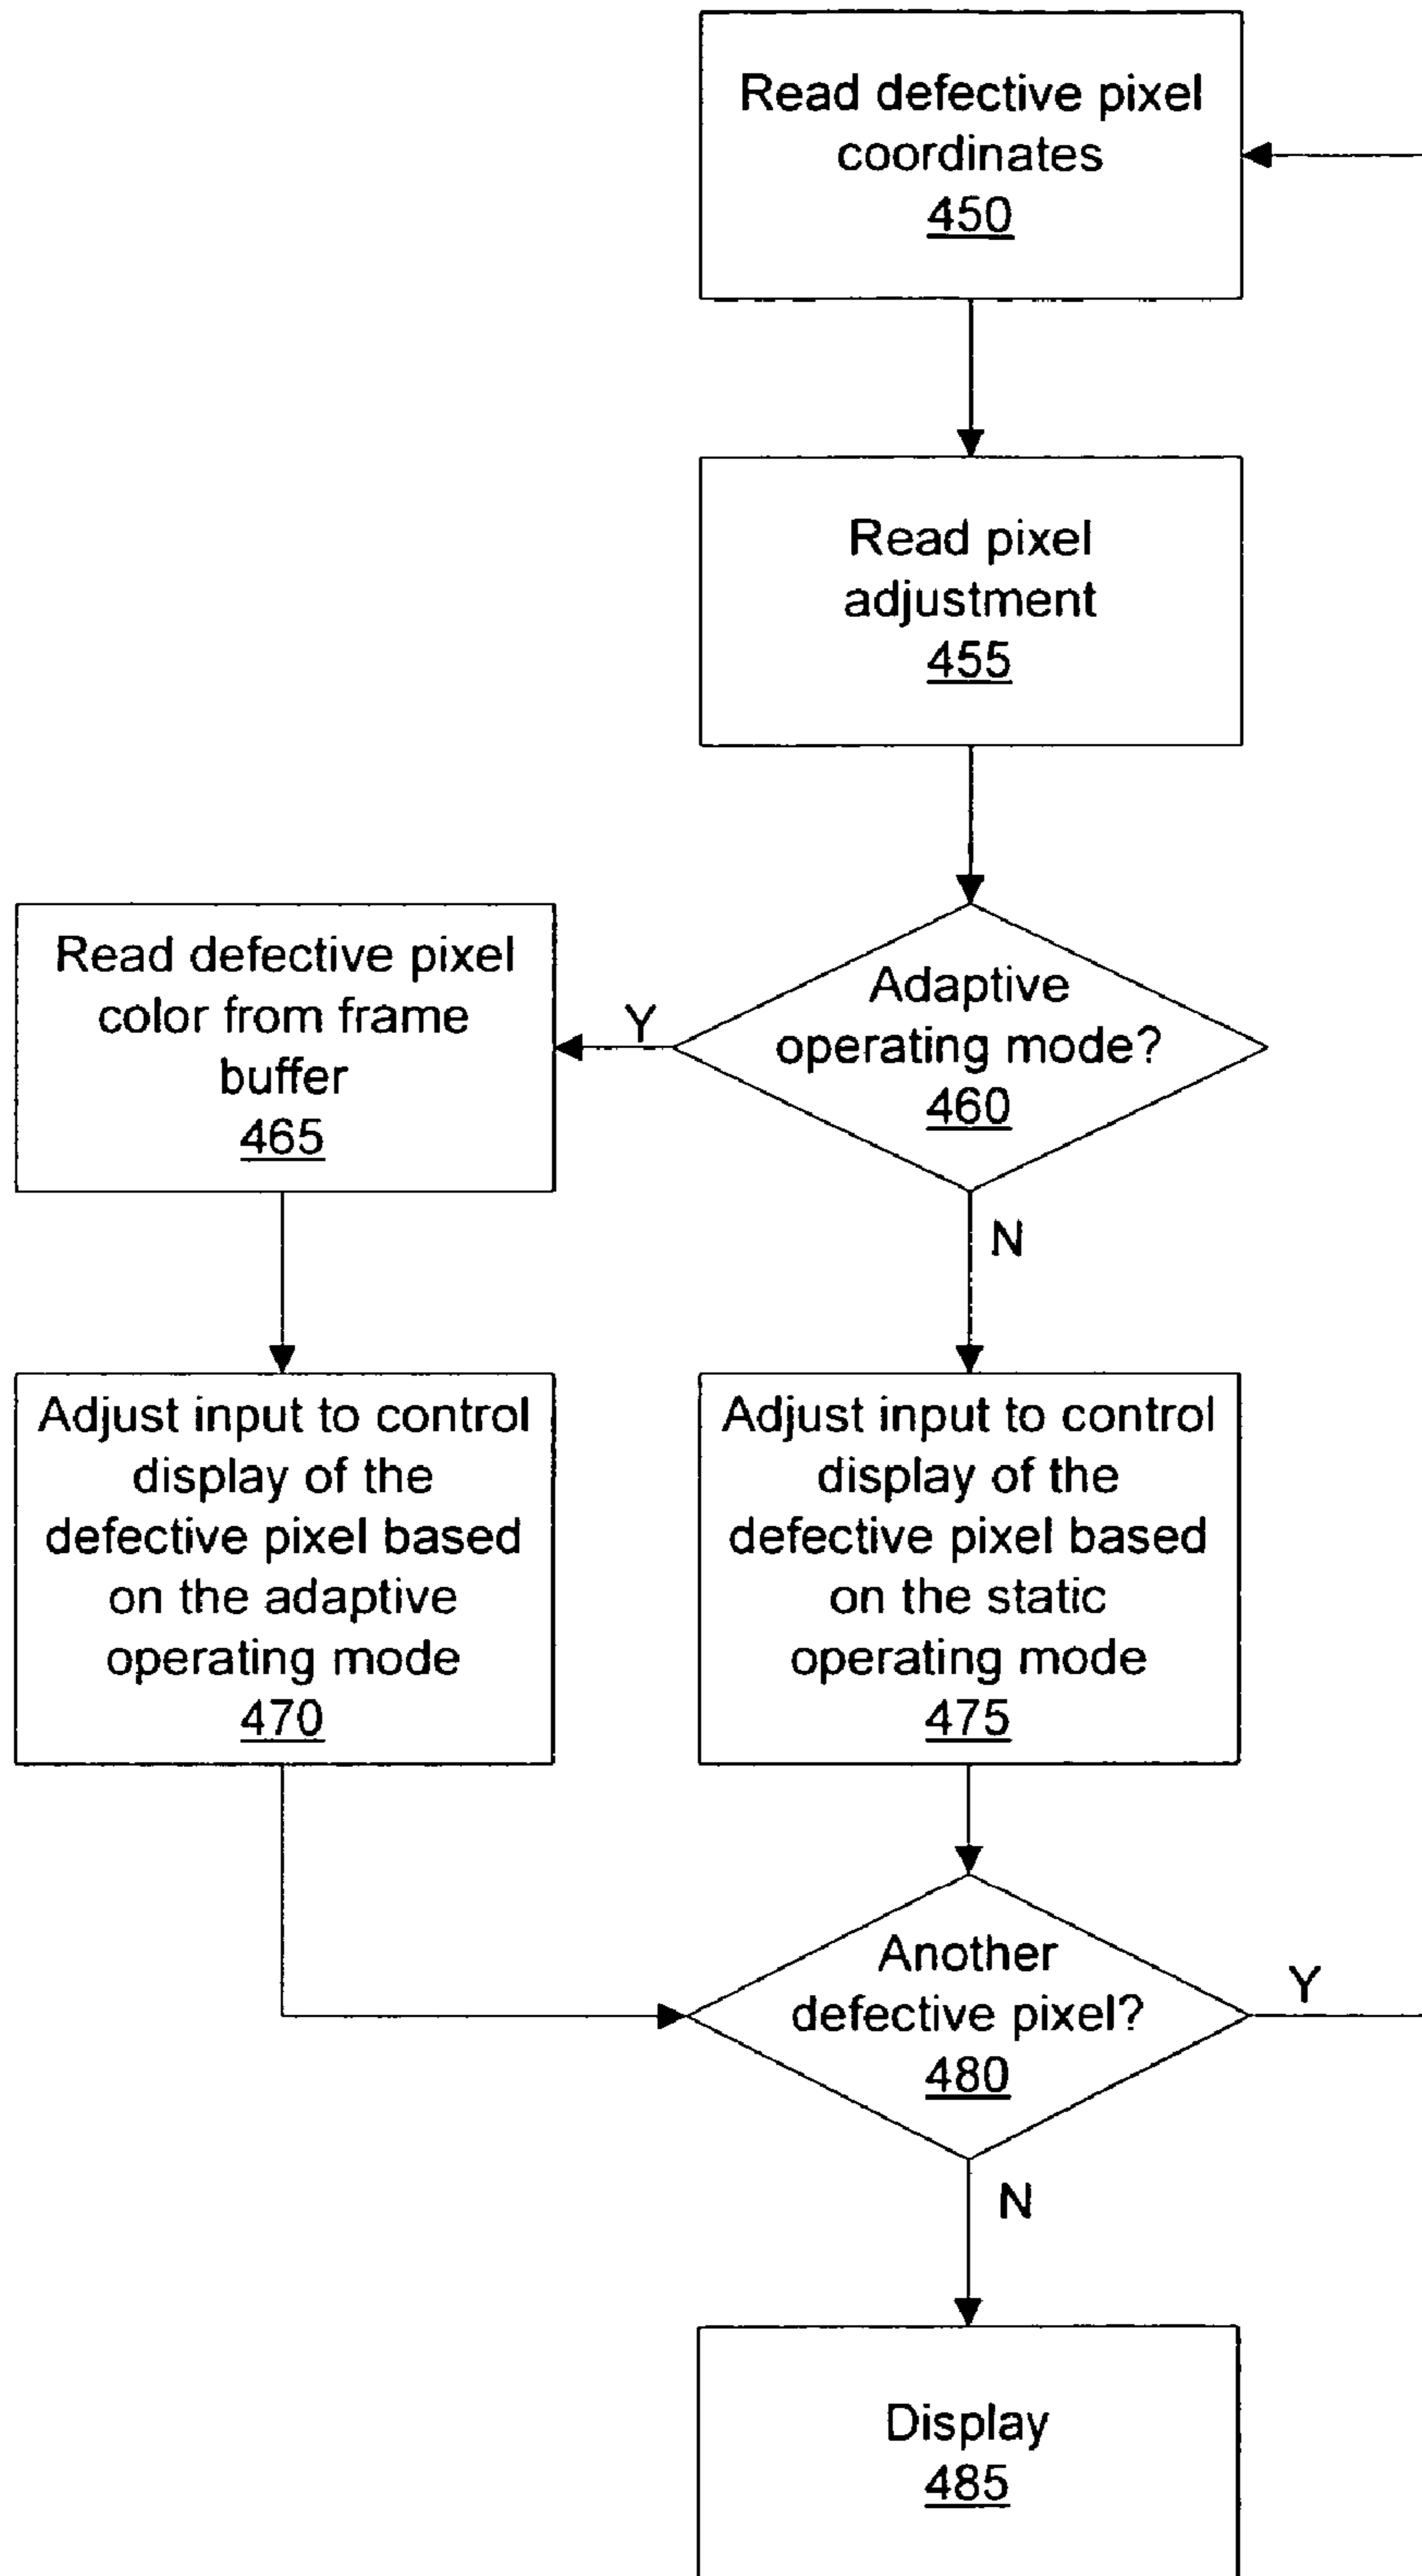 Read defective pixel
coordinates
450
Read pixel
adjustment
455
Read defective pixel
color from frame
buffer
465
Y
Adaptive
operating mode?
460
N
Adjust input to control
display of the
defective pixel based
on the adaptive
operating mode
470
Adjust input to control
display of the
defective pixel based
on the static
operating mode
475
Another
defective pixel?
480
Y
N
Display
485